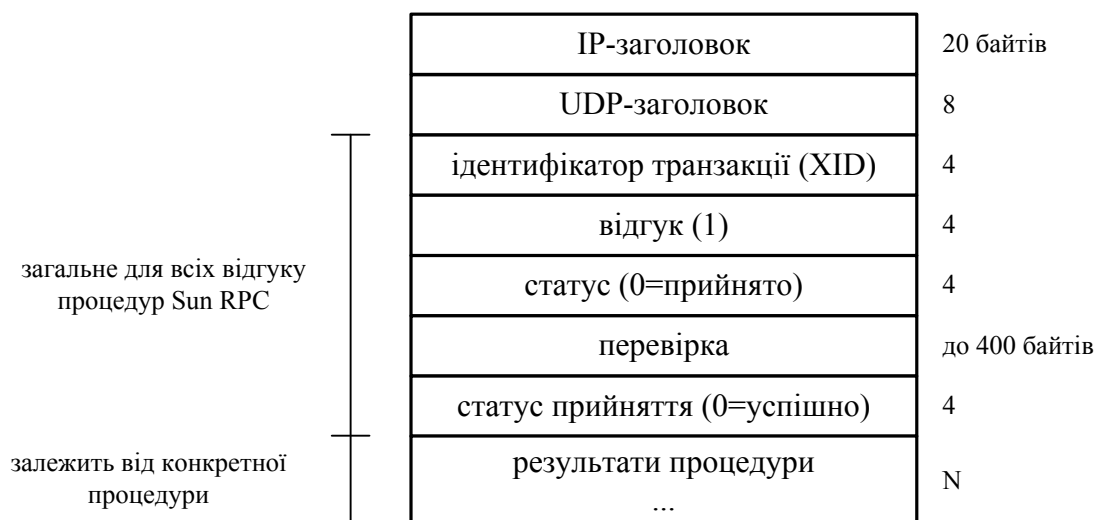 IP-заголовок 20 байтів
UDP-заголовок 8
ідентифікатор транзакції (XID) 4
відгук (1) 4
загальне для всіх відгуку
процедур Sun RPC
статус (0=прийнято) 4
перевірка до 400 байтів
статус прийняття (0=успішно) 4
залежить від конкретної
процедури
результати процедури
...
N